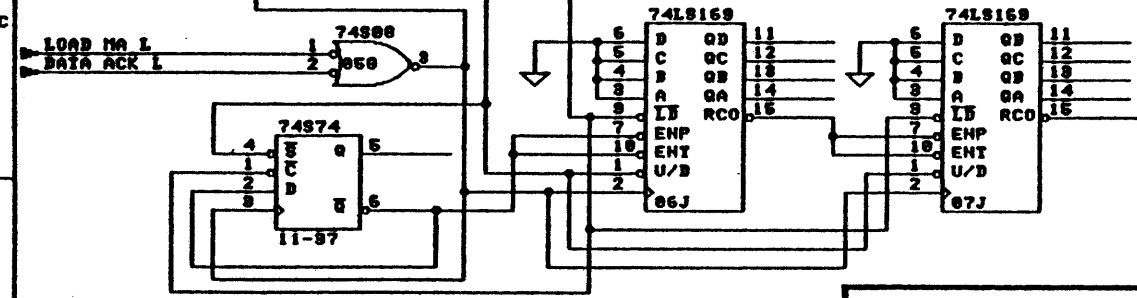 C
LOAD MA L
DATA ACK L
74S08
1
2
3
050
74S74
4 S Q 5
1 C
2 D
3 Q 6
11-97
74LS169
6 D QD 11
5 C QC 12
4 B QB 13
3 A QA 14
9 LD RCO 15
7 ENP
10 ENT
1 U/D
2
06J
74LS169
6 D QD 11
5 C QC 12
4 B QB 13
3 A QA 14
9 LD RCO 15
7 ENP
10 ENT
1 U/D
2
07J